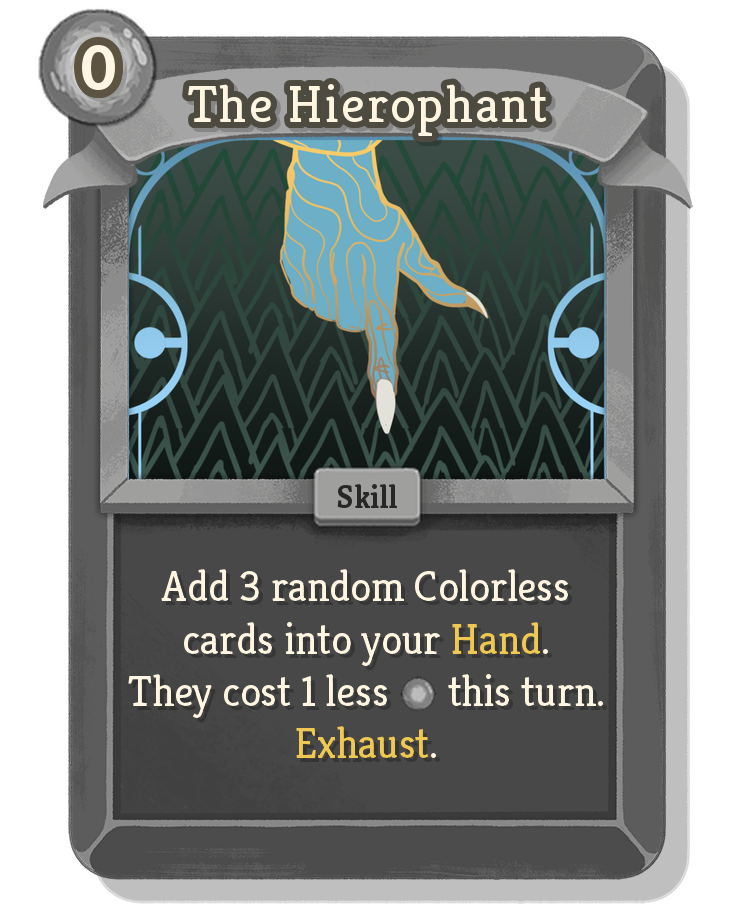 0
The Hierophant
Skill
Add 3 random Colorless
cards into your Hand.
They cost 1 less this turn.
Exhaust.